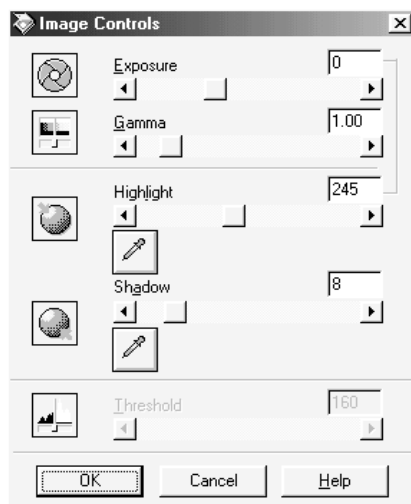 Image Controls
Exposure 0
Gamma 1.00
Highlight 245
Shadow 8
Threshold 160
OK Cancel Help